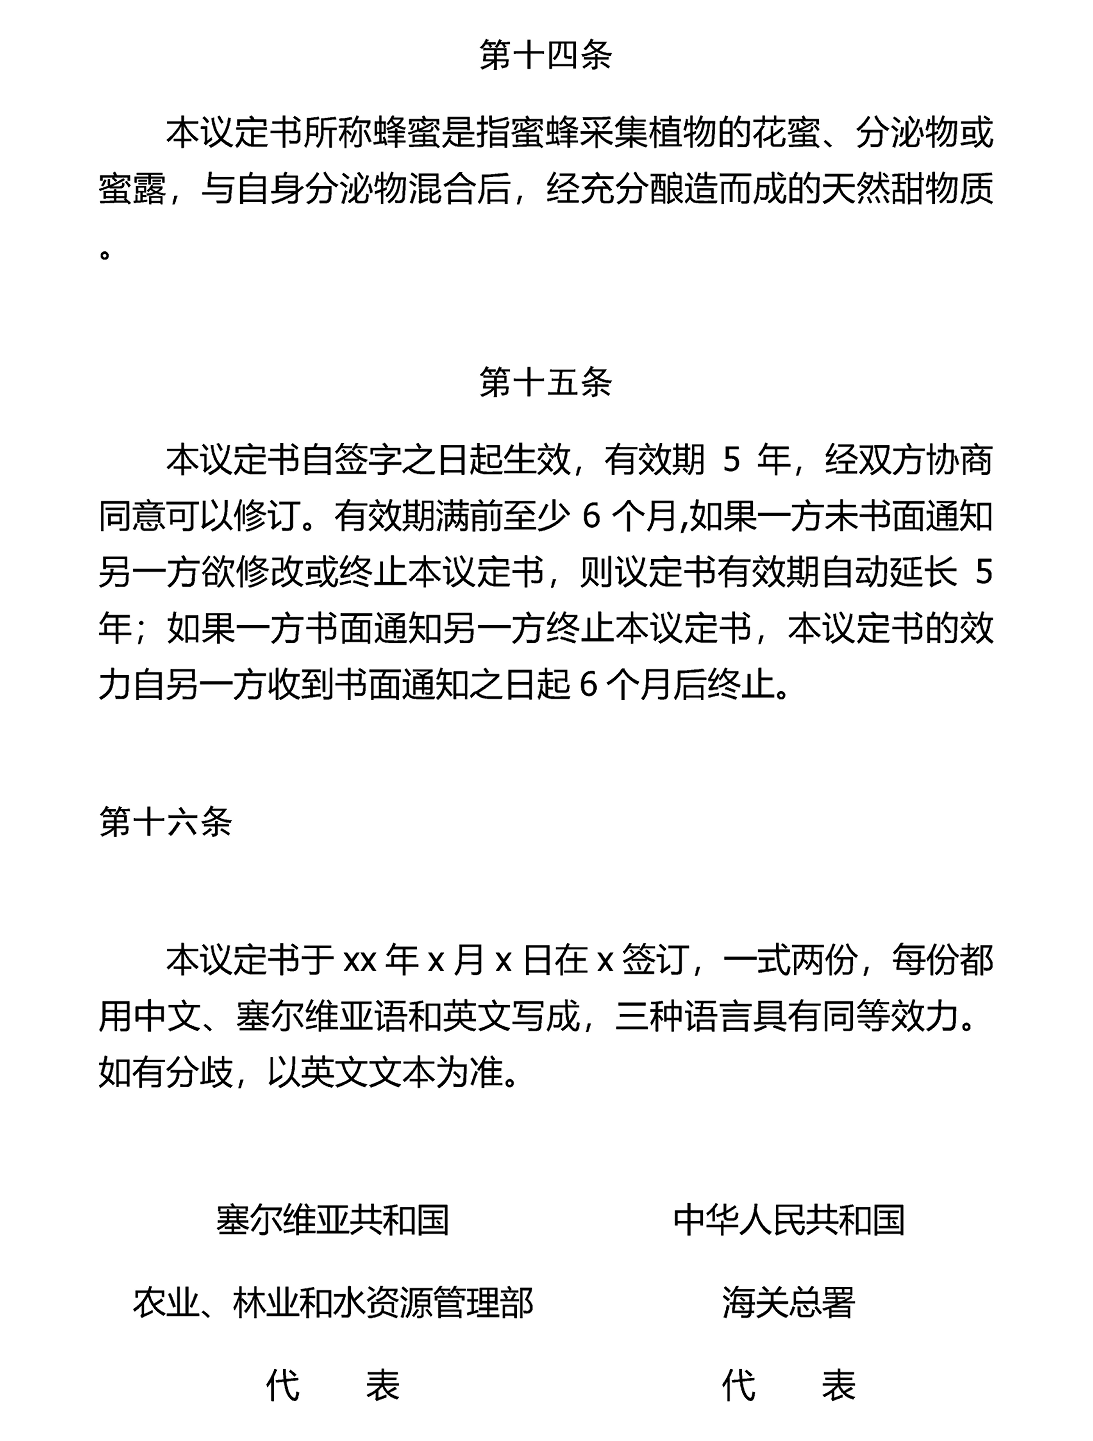 第十四条
本议定书所称蜂蜜是指蜜蜂采集植物的花蜜、分泌物或
蜜露，与自身分泌物混合后，经充分酿造而成的天然甜物质
。
第十五条
本议定书自签字之日起生效，有效期 5 年，经双方协商
同意可以修订。有效期满前至少 6 个月,如果一方未书面通知
另一方欲修改或终止本议定书，则议定书有效期自动延长 5
年；如果一方书面通知另一方终止本议定书，本议定书的效
力自另一方收到书面通知之日起 6 个月后终止。
第十六条
本议定书于 xx 年 x 月 x 日在 x 签订，一式两份，每份都
用中文、塞尔维亚语和英文写成，三种语言具有同等效力。
如有分歧，以英文文本为准。
塞尔维亚共和国 中华人民共和国
农业、林业和水资源管理部 海关总署
代 表 代 表